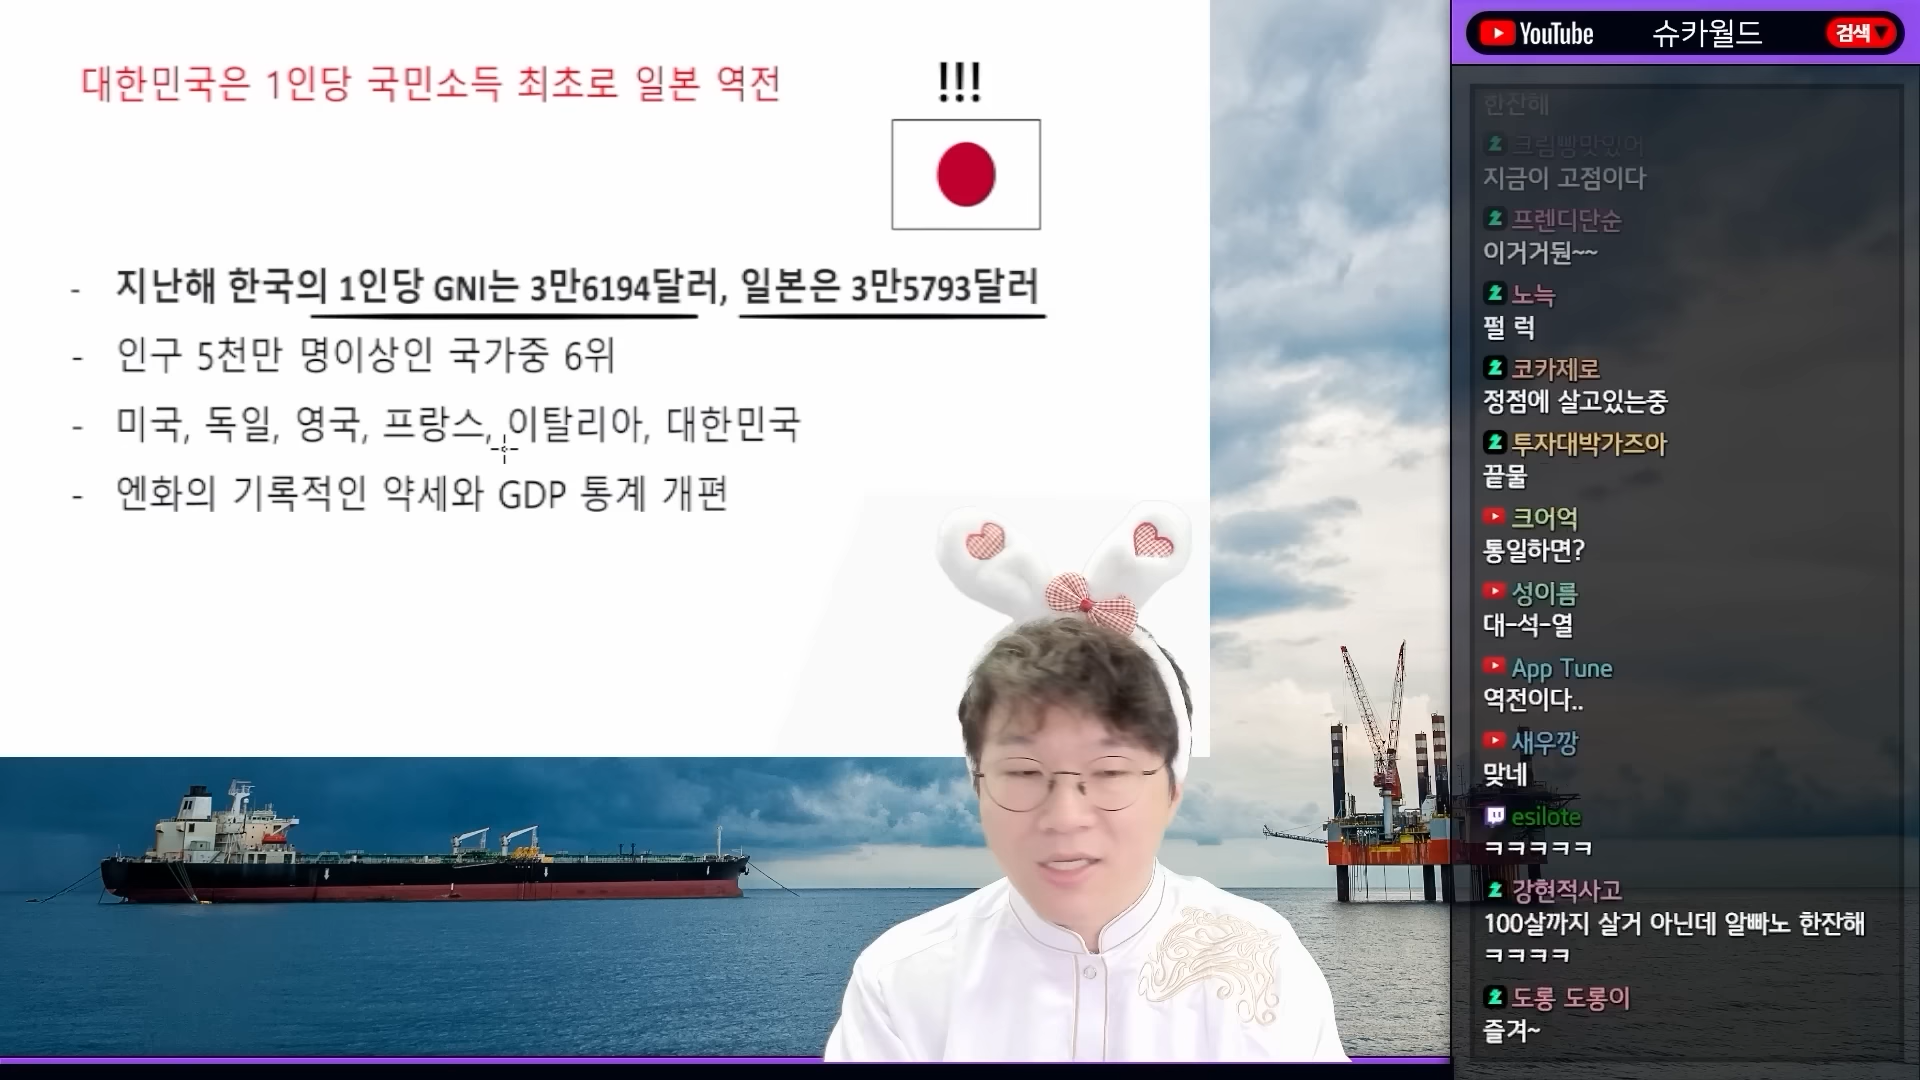 대한민국은 1인당 국민소득 최초로 일본 역전
!!!
- 지난해 한국의 1인당 GNI는 3만6194달러, 일본은 3만5793달러
- 인구 5천만 명이상인 국가중 6위
- 미국, 독일, 영국, 프랑스, 이탈리아, 대한민국
- 엔화의 기록적인 약세와 GDP 통계 개편
YouTube 슈카월드 검색
한잔해
크림빵맛있어
지금이 고점이다
프렌디단순
이거거뤈~~
노늑
펄 럭
코카제로
정점에 살고있는중
투자대박가즈아
끝물
크어억
통일하면?
성이름
대-석-열
App Tune
역전이다..
새우깡
맞네
esilote
ㅋㅋㅋㅋㅋ
강현적사고
100살까지 살거 아닌데 알빠노 한잔해
ㅋㅋㅋㅋ
도롱 도롱이
즐겨~